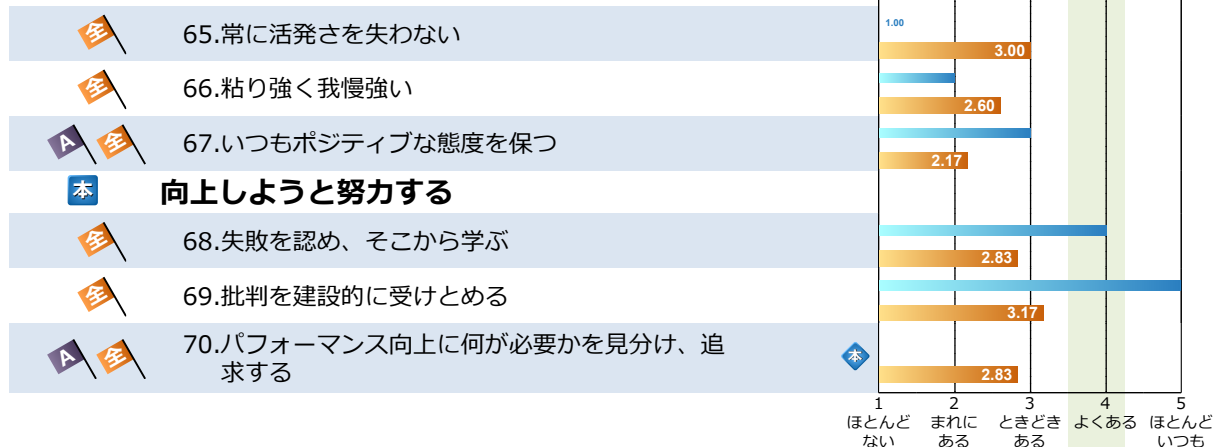 全 65.常に活発さを失わない 1.00
3.00
全 66.粘り強く我慢強い
2.60
A 全 67.いつもポジティブな態度を保つ
2.17
本 向上しようと努力する
全 68.失敗を認め、そこから学ぶ
2.83
全 69.批判を建設的に受けとめる
3.17
A 全 70.パフォーマンス向上に何が必要かを見分け、追
求する 本
2.83
1 2 3 4 5
ほとんど まれに ときどき よくある ほとんど
ない ある ある いつも